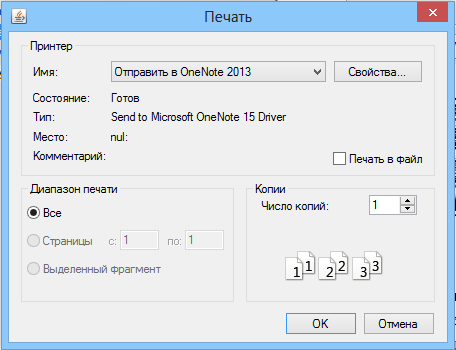 Печать
Принтер
Имя: Отправить в OneNote 2013 Свойства...
Состояние: Готов
Тип: Send to Microsoft OneNote 15 Driver
Место: nul:
Комментарий: Печать в файл
Диапазон печати
Все
Страницы с: 1 по: 1
Выделенный фрагмент
Копии
Число копий: 1
1 1 2 2 3 3
OK Отмена